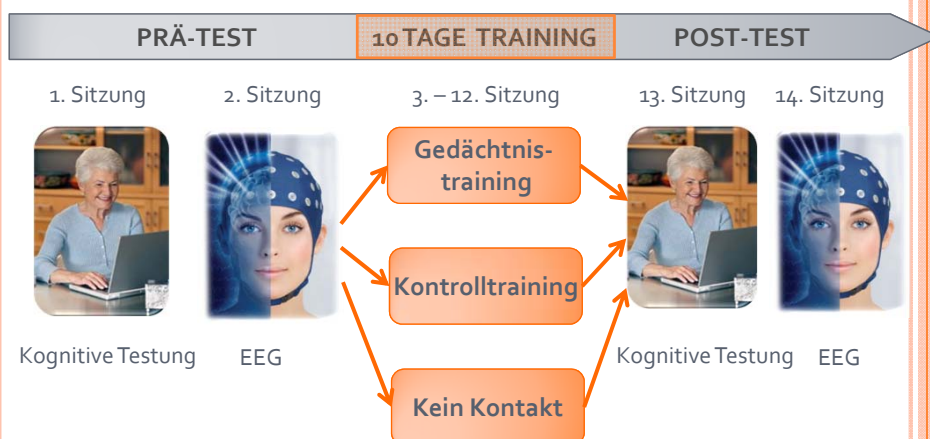 PRÄ-TEST
10 TAGE TRAINING
POST-TEST
1. Sitzung
2. Sitzung
3. – 12. Sitzung
13. Sitzung
14. Sitzung
Gedächtnis-
training
Kontrolltraining
Kein Kontakt
Kognitive Testung
EEG
Kognitive Testung
EEG